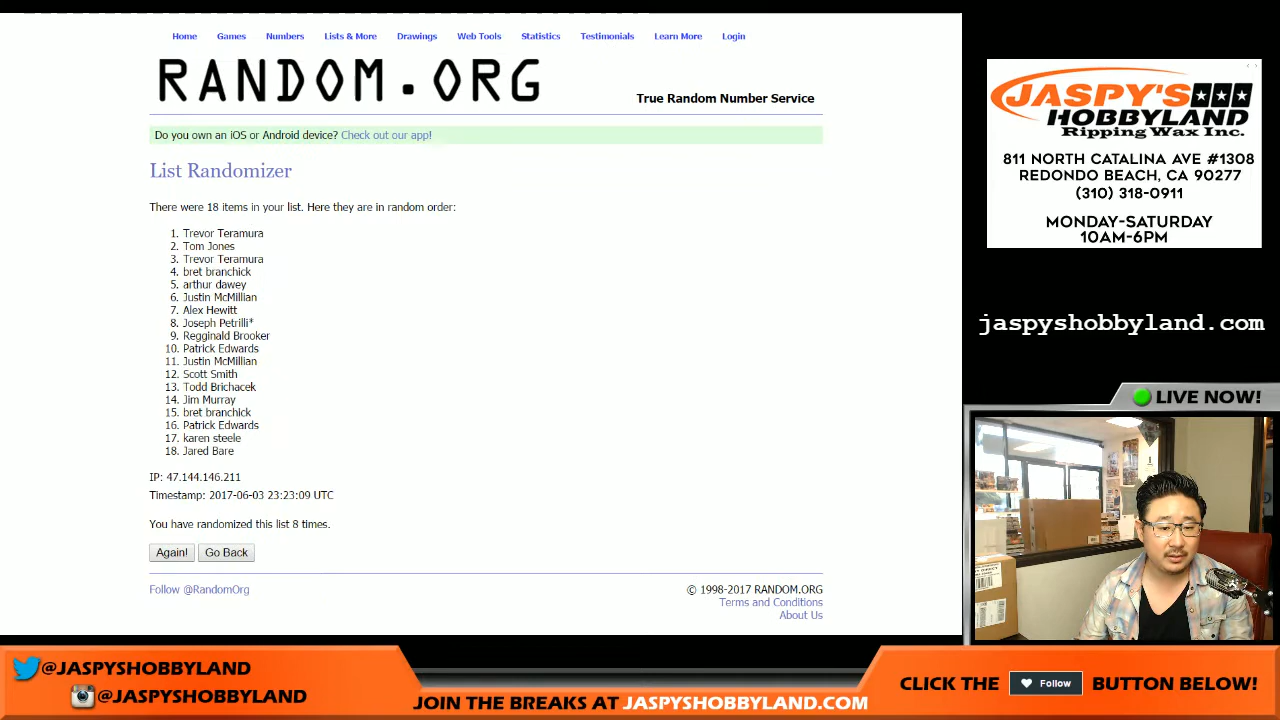 Home Games Numbers Lists & More Drawings Web Tools Statistics Testimonials Learn More Login
RANDOM.ORG
True Random Number Service
Do you own an iOS or Android device? Check out our app!
List Randomizer
There were 18 items in your list. Here they are in random order:
1. Trevor Teramura
2. Tom Jones
3. Trevor Teramura
4. bret branchick
5. arthur dawey
6. Justin McMillian
7. Alex Hewitt
8. Joseph Petrilli*
9. Regginald Brooker
10. Patrick Edwards
11. Justin McMillian
12. Scott Smith
13. Todd Brichacek
14. Jim Murray
15. bret branchick
16. Patrick Edwards
17. karen steele
18. Jared Bare
IP: 47.144.146.211
Timestamp: 2017-06-03 23:23:09 UTC
You have randomized this list 8 times.
Again! Go Back
Follow @RandomOrg
© 1998-2017 RANDOM.ORG
Terms and Conditions
About Us
JASPY'S
HOBBYLAND
Ripping Wax Inc.
811 NORTH CATALINA AVE #1308
REDONDO BEACH, CA 90277
(310) 318-0911
MONDAY-SATURDAY
10AM-6PM
jaspyshobbyland.com
LIVE NOW!
@JASPYSHOBBYLAND
@JASPYSHOBBYLAND
JOIN THE BREAKS AT JASPYSHOBBYLAND.COM
CLICK THE Follow BUTTON BELOW!